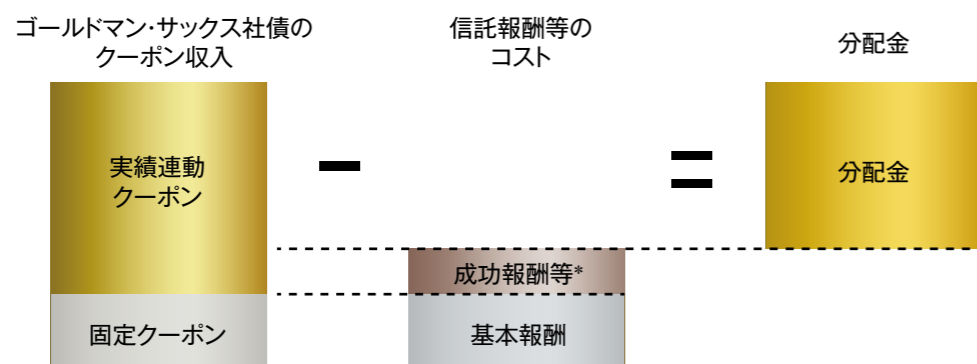 ゴールドマン・サックス社債の
クーポン収入
信託報酬等の
コスト
分配金
実績連動
クーポン
－
＝
分配金
成功報酬等*
固定クーポン
基本報酬